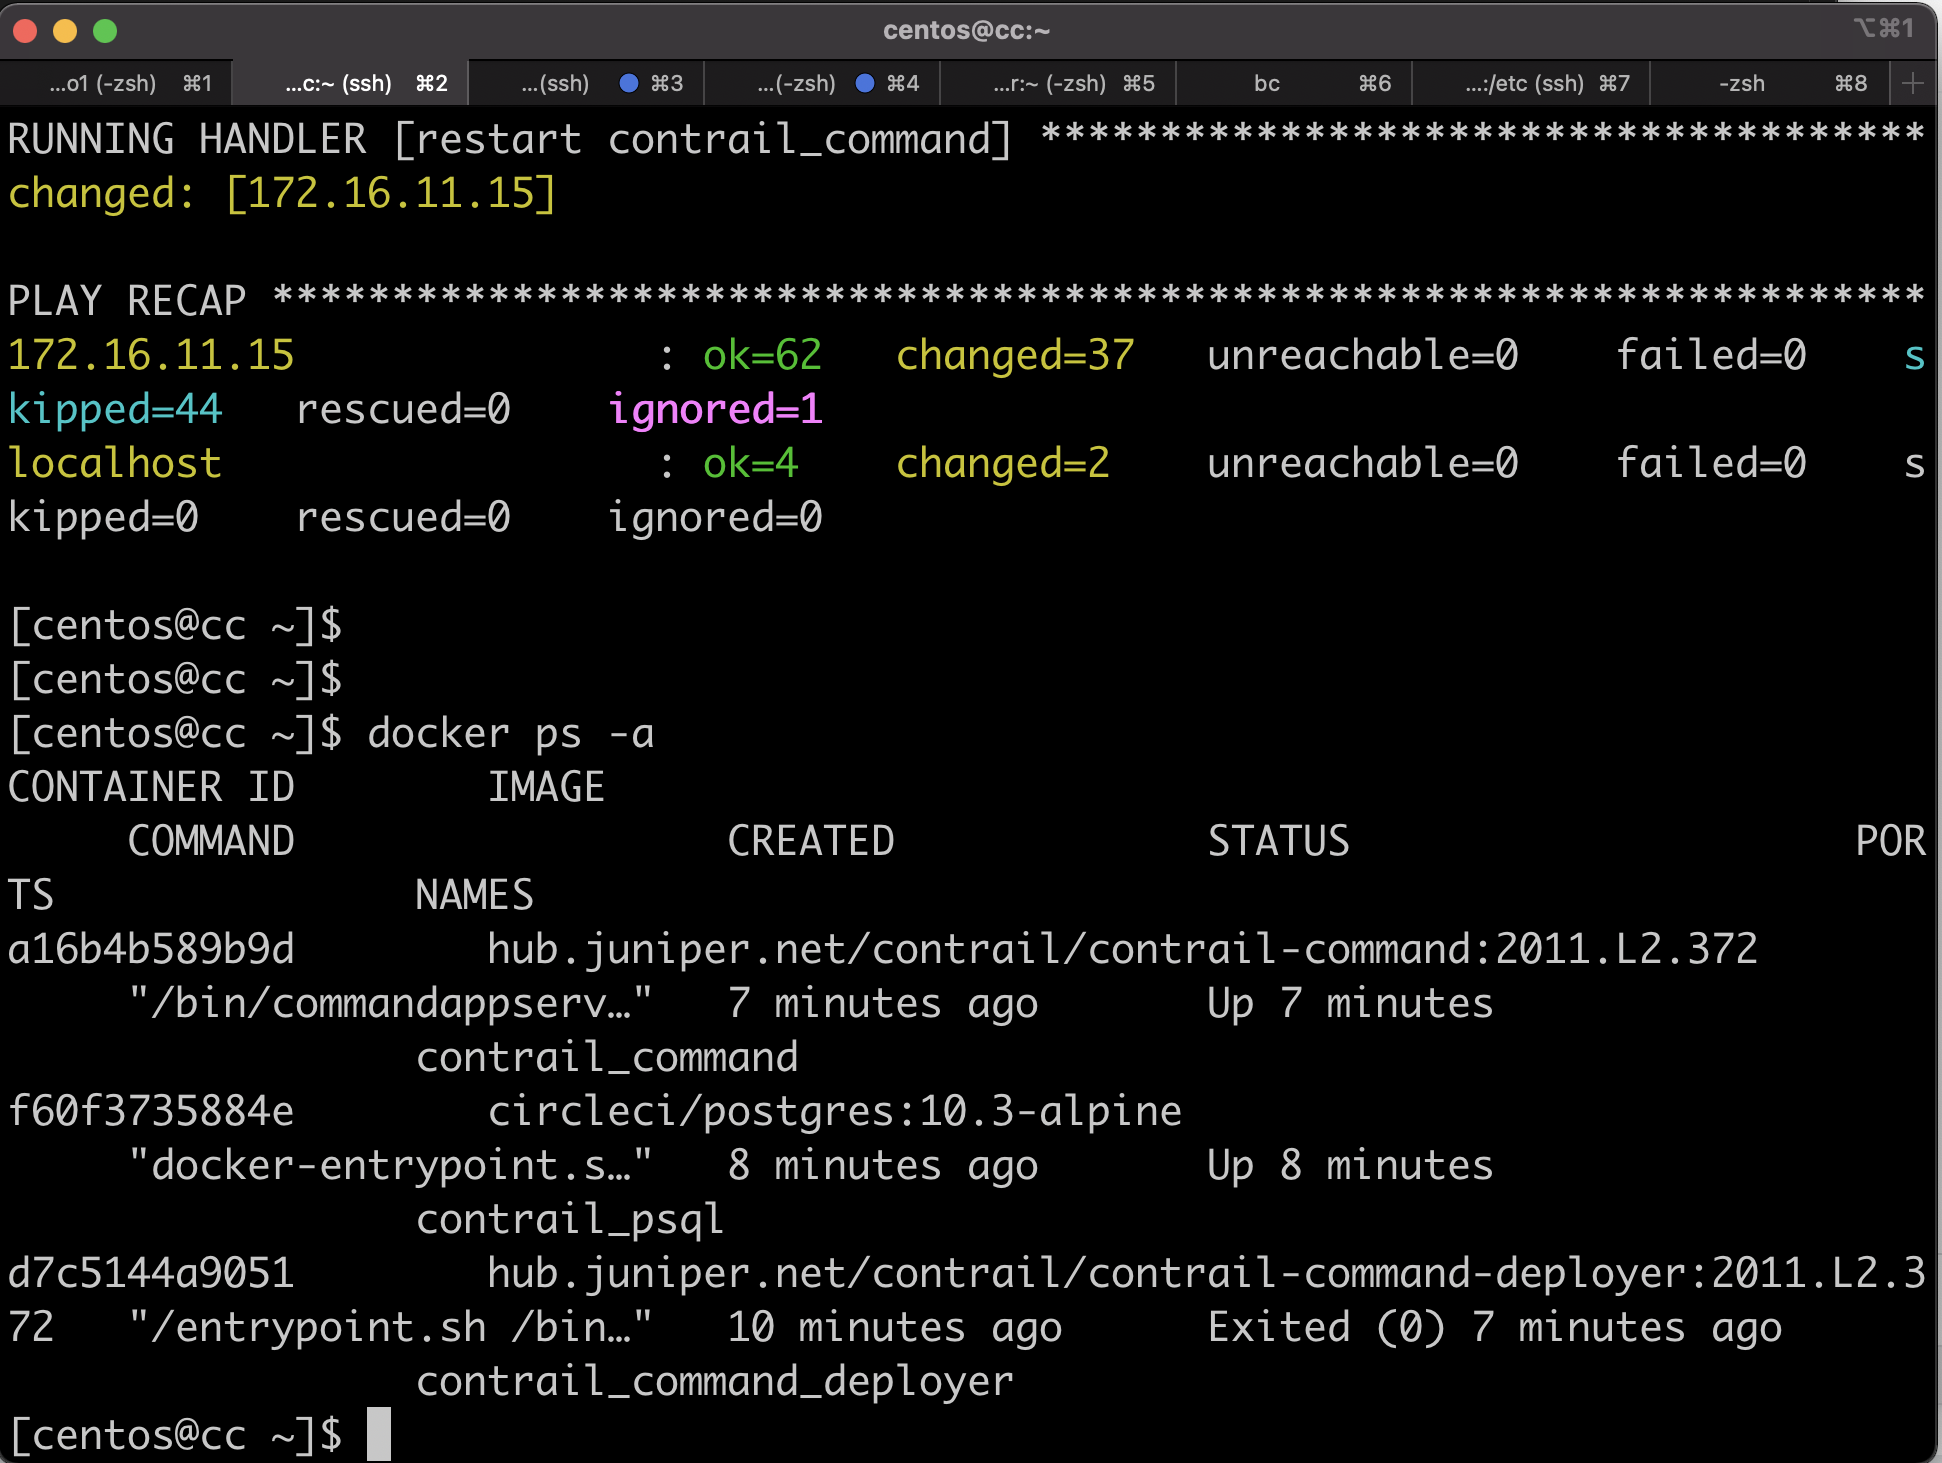 centos@cc:~
⌥⌘1
...o1 (-zsh) ⌘1 ...c:~ (ssh) ⌘2 ...(ssh) ⌘3 ...(-zsh) ⌘4 ...r:~ (-zsh) ⌘5 bc ⌘6 ...:/etc (ssh) ⌘7 -zsh ⌘8
RUNNING HANDLER [restart contrail_command] *************************************
changed: [172.16.11.15]
PLAY RECAP *********************************************************************
172.16.11.15               : ok=62   changed=37   unreachable=0    failed=0    s
kipped=44   rescued=0    ignored=1
localhost                  : ok=4    changed=2    unreachable=0    failed=0    s
kipped=0    rescued=0    ignored=0
[centos@cc ~]$
[centos@cc ~]$
[centos@cc ~]$ docker ps -a
CONTAINER ID        IMAGE
     COMMAND                  CREATED             STATUS                     POR
TS               NAMES
a16b4b589b9d        hub.juniper.net/contrail/contrail-command:2011.L2.372
     "/bin/commandappserv…"   7 minutes ago       Up 7 minutes
                 contrail_command
f60f3735884e        circleci/postgres:10.3-alpine
     "docker-entrypoint.s…"   8 minutes ago       Up 8 minutes
                 contrail_psql
d7c5144a9051        hub.juniper.net/contrail/contrail-command-deployer:2011.L2.3
72   "/entrypoint.sh /bin…"   10 minutes ago      Exited (0) 7 minutes ago
                 contrail_command_deployer
[centos@cc ~]$